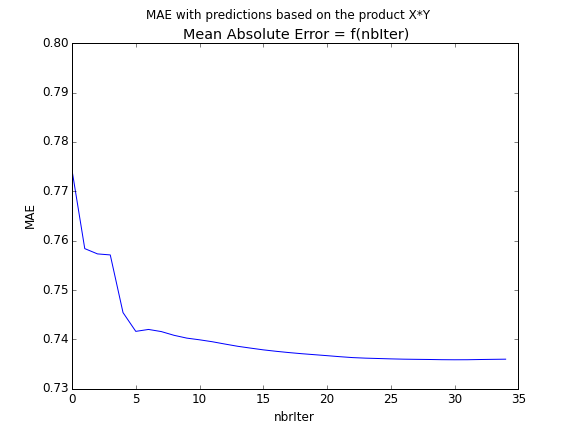 MAE with predictions based on the product X*Y
Mean Absolute Error = f(nbIter)
0.80
0.79
0.78
0.77
0.76
0.75
0.74
0.73
MAE
0 5 10 15 20 25 30 35
nbrIter